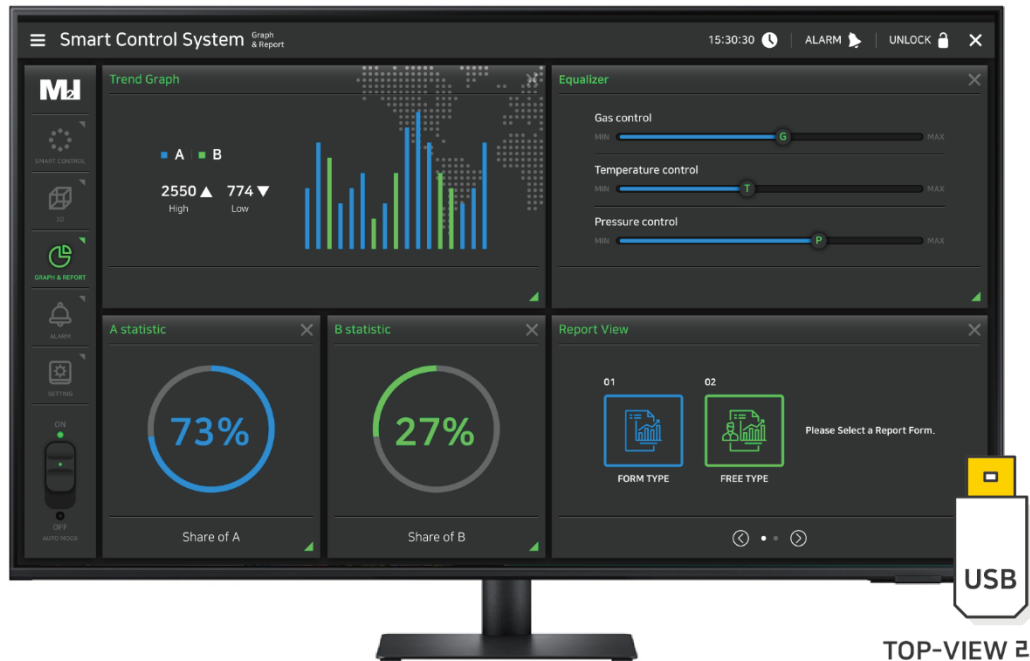 Smart Control System Graph & Report
15:30:30 ALARM UNLOCK
M2I
SMART CONTROL
3D
GRAPH & REPORT
ALARM
SETTING
ON
OFF
AUTO MODE
Trend Graph
A B
2550 774
High Low
Equalizer
Gas control
MIN G MAX
Temperature control
MIN T MAX
Pressure control
MIN P MAX
A statistic
73%
Share of A
B statistic
27%
Share of B
Report View
01 02
Please Select a Report Form.
FORM TYPE FREE TYPE
USB
TOP-VIEW